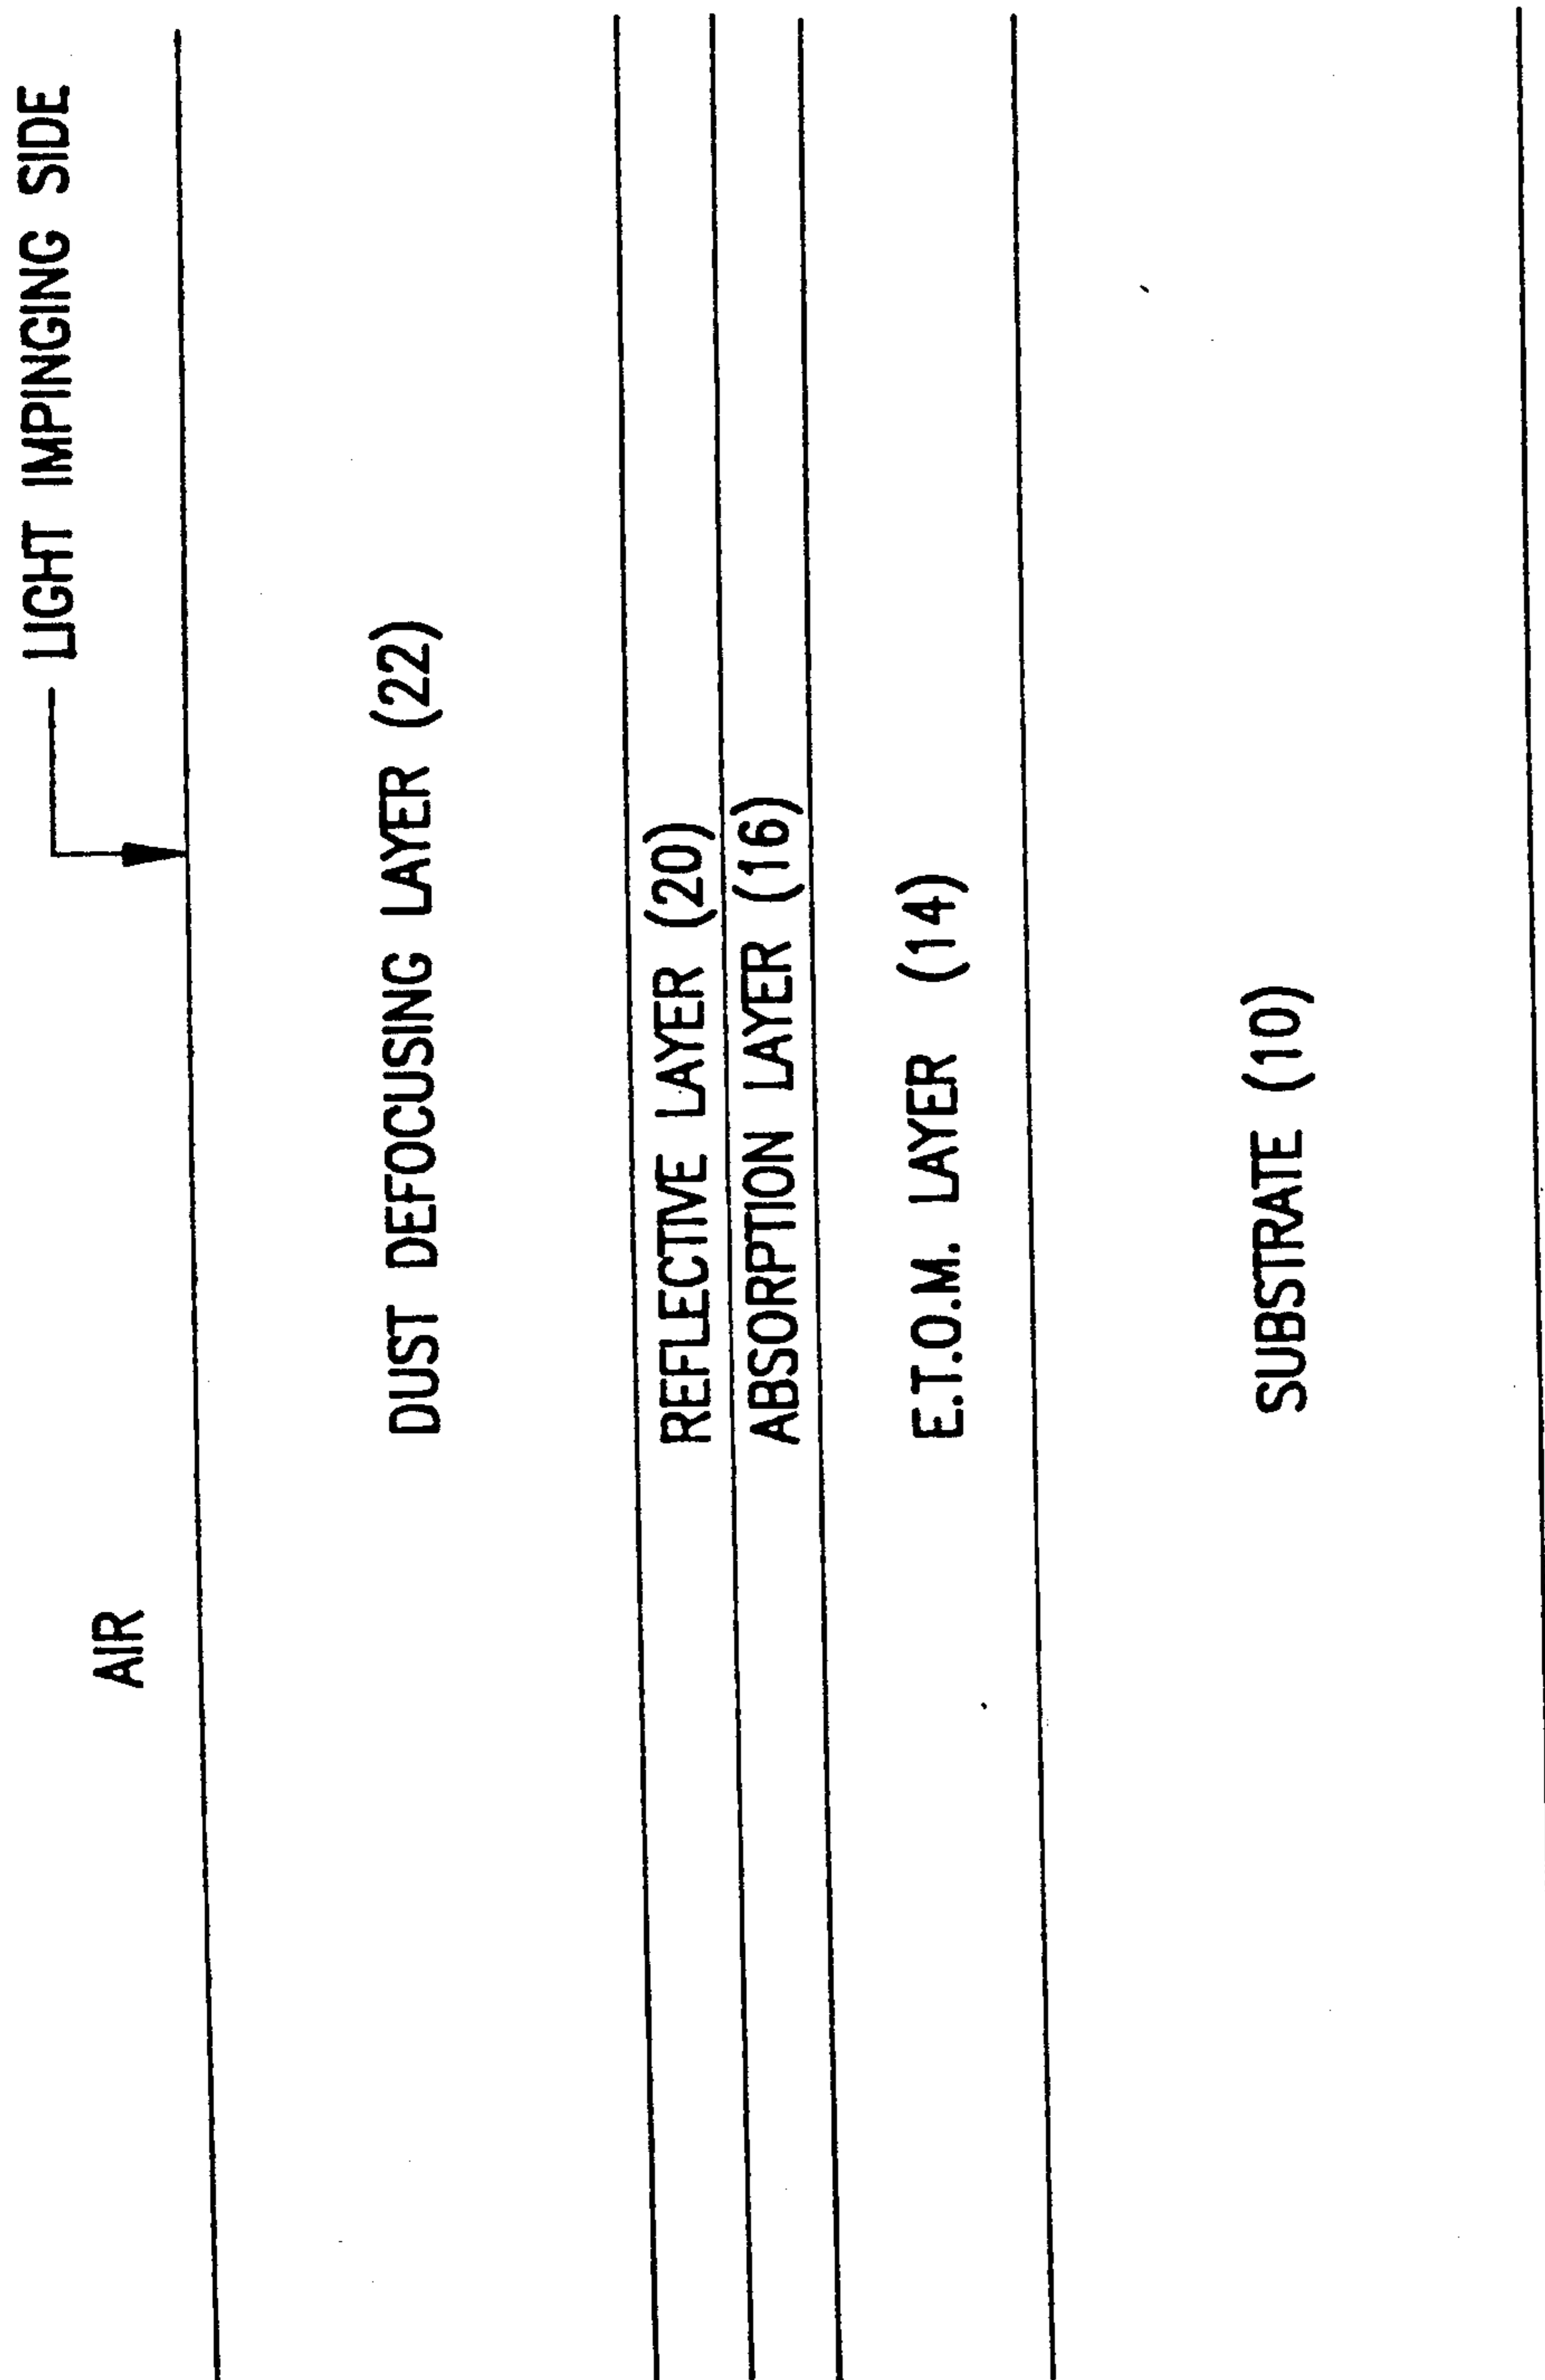 LIGHT IMPINGING SIDE
AIR
DUST DEFOCUSING LAYER (22)
REFLECTIVE LAYER (20)
ABSORPTION LAYER (16)
E.T.O.M. LAYER (14)
SUBSTRATE (10)